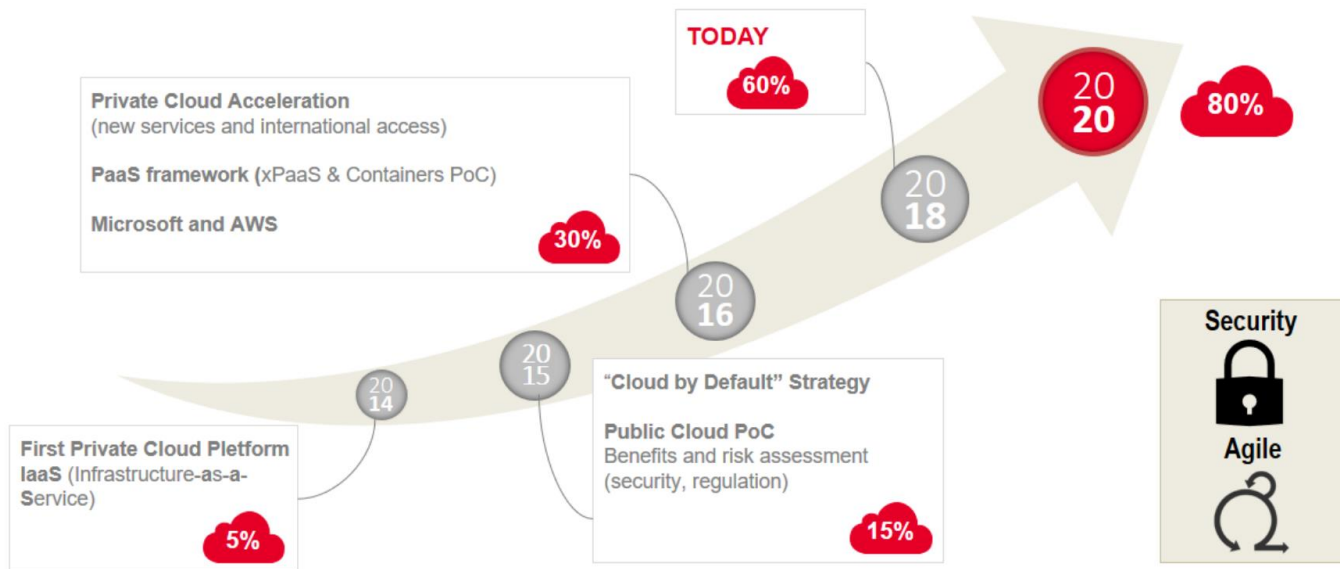 TODAY
60%
20
20
80%
Private Cloud Acceleration
(new services and international access)
PaaS framework (xPaaS & Containers PoC)
Microsoft and AWS
30%
20
18
20
16
20
15
20
14
"Cloud by Default” Strategy
Public Cloud PoC
Benefits and risk assessment
(security, regulation)
15%
First Private Cloud Pletform
IaaS (Infrastructure-as-a-
Service)
5%
Security
Agile